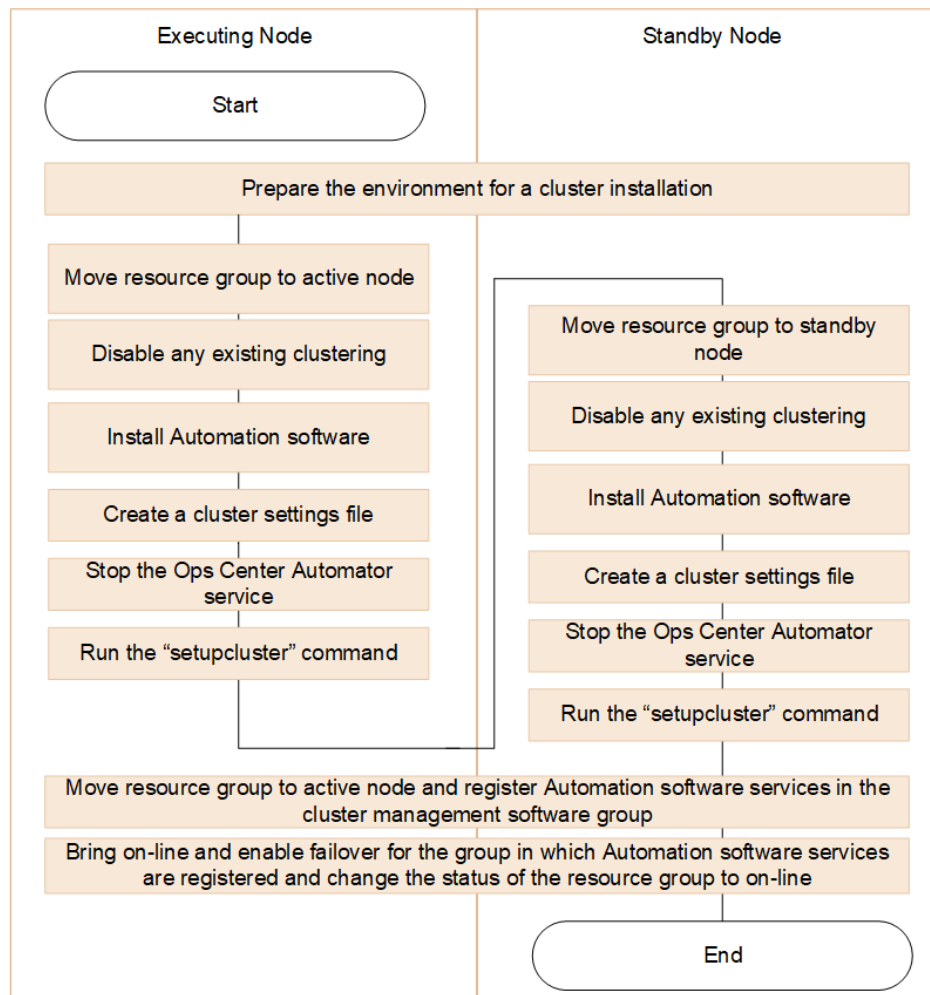 Executing Node
Standby Node
Start
Prepare the environment for a cluster installation
Move resource group to active node
Disable any existing clustering
Install Automation software
Create a cluster settings file
Stop the Ops Center Automator
service
Run the “setupcluster” command
Move resource group to standby
node
Disable any existing clustering
Install Automation software
Create a cluster settings file
Stop the Ops Center Automator
service
Run the “setupcluster” command
Move resource group to active node and register Automation software services in the
cluster management software group
Bring on-line and enable failover for the group in which Automation software services
are registered and change the status of the resource group to on-line
End